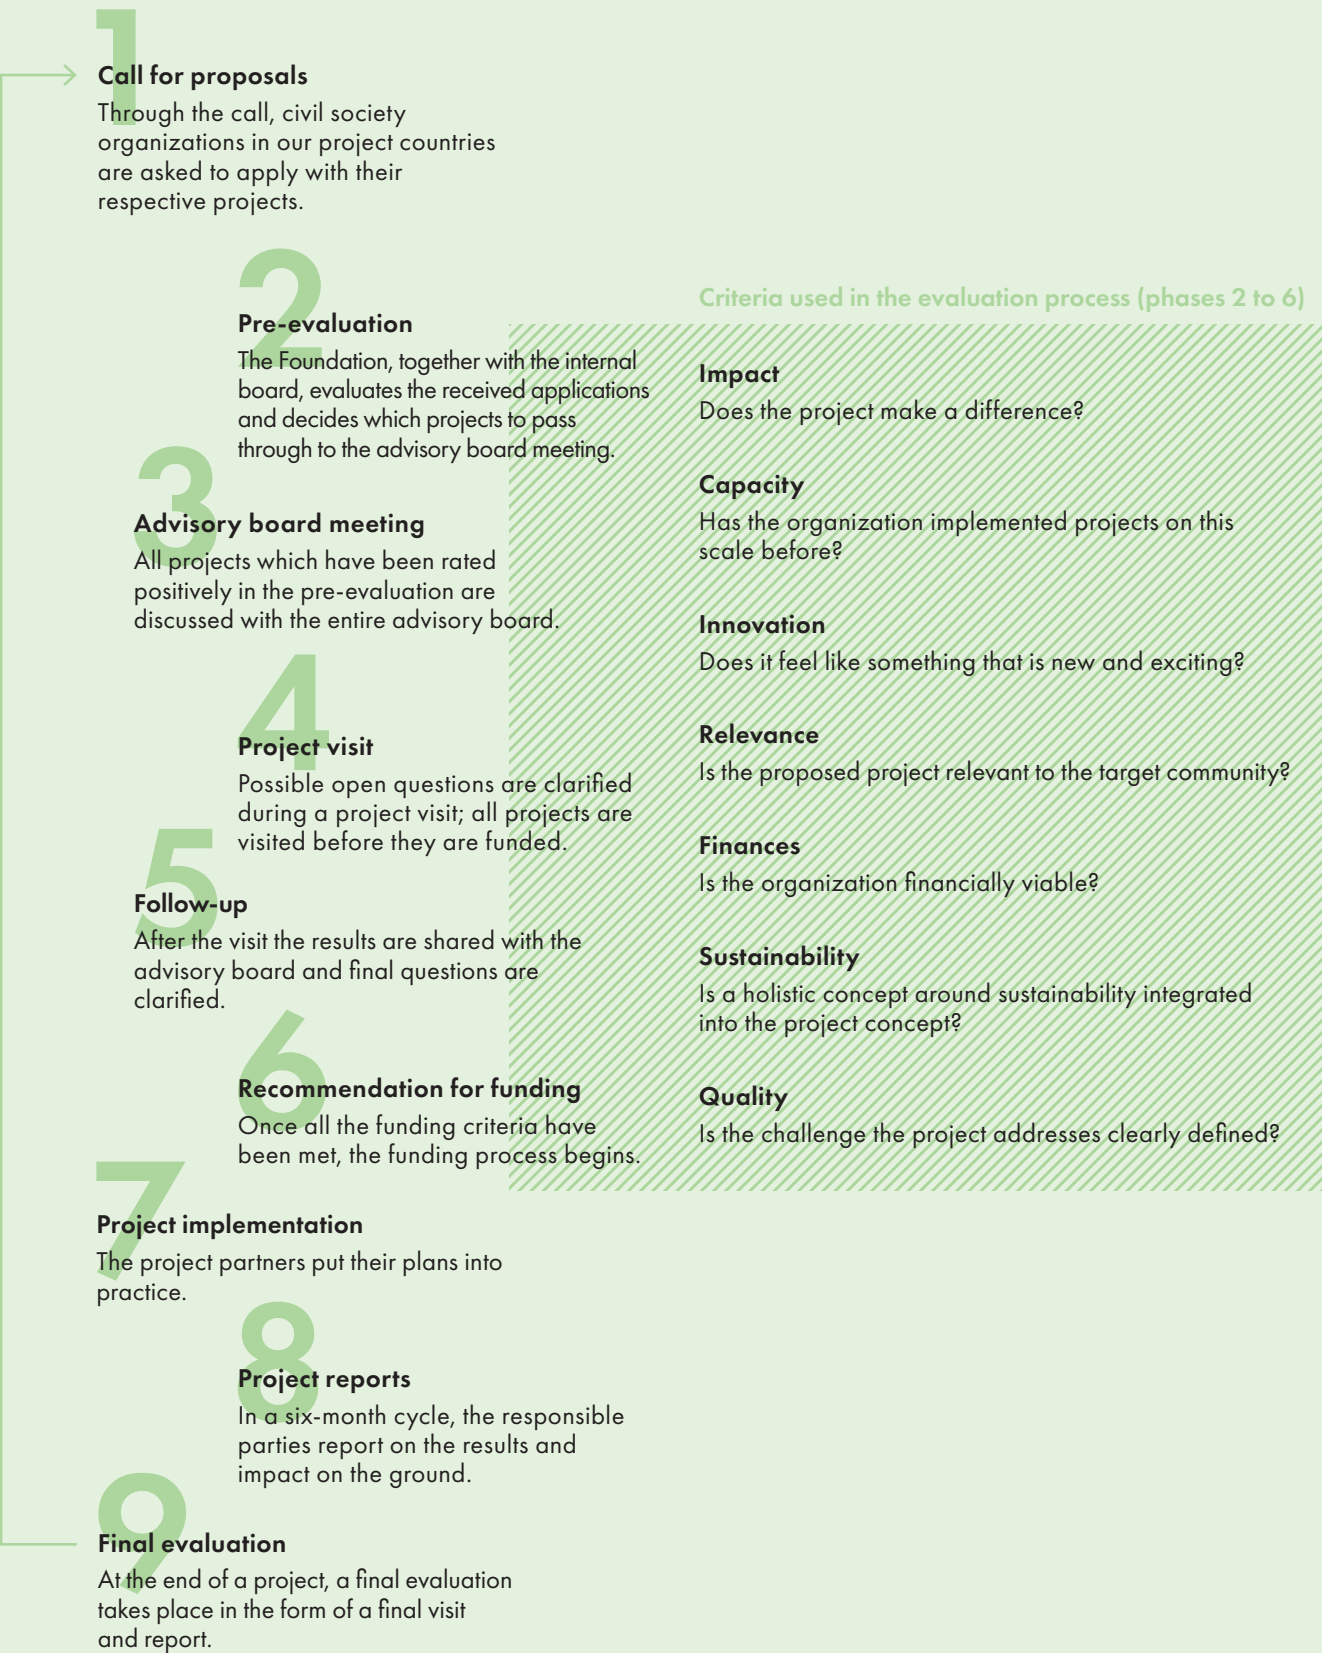 1
Call for proposals
Through the call, civil society
organizations in our project countries
are asked to apply with their
respective projects.
2
Pre-evaluation
The Foundation, together with the internal
board, evaluates the received applications
and decides which projects to pass
through to the advisory board meeting.
3
Advisory board meeting
All projects which have been rated
positively in the pre-evaluation are
discussed with the entire advisory board.
4
Project visit
Possible open questions are clarified
during a project visit; all projects are
visited before they are funded.
5
Follow-up
After the visit the results are shared with the
advisory board and final questions are
clarified.
6
Recommendation for funding
Once all the funding criteria have
been met, the funding process begins.
7
Project implementation
The project partners put their plans into
practice.
8
Project reports
In a six-month cycle, the responsible
parties report on the results and
impact on the ground.
9
Final evaluation
At the end of a project, a final evaluation
takes place in the form of a final visit
and report.
Criteria used in the evaluation process (phases 2 to 6)
Impact
Does the project make a difference?
Capacity
Has the organization implemented projects on this
scale before?
Innovation
Does it feel like something that is new and exciting?
Relevance
Is the proposed project relevant to the target community?
Finances
Is the organization financially viable?
Sustainability
Is a holistic concept around sustainability integrated
into the project concept?
Quality
Is the challenge the project addresses clearly defined?